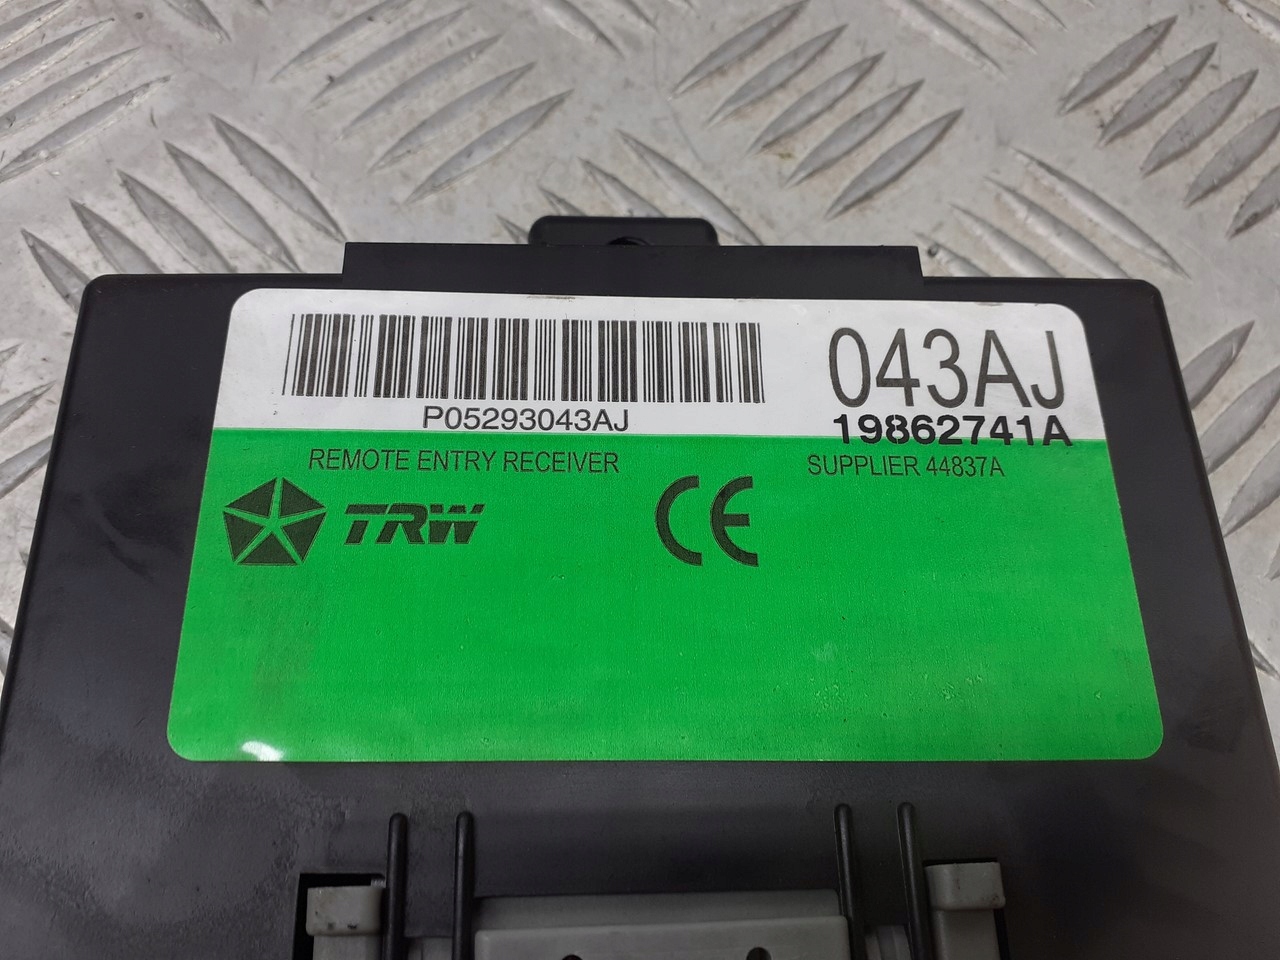 043AJ
P05293043AJ
19862741A
REMOTE ENTRY RECEIVER
SUPPLIER 44837A
TRW
CE